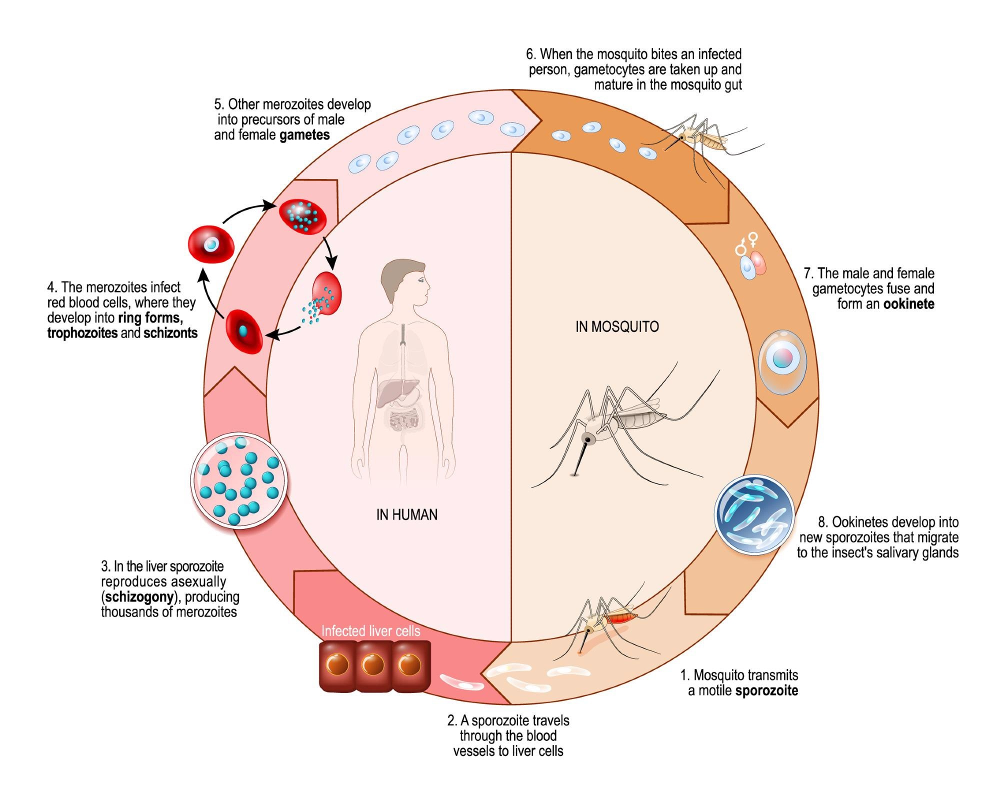 6. When the mosquito bites an infected
person, gametocytes are taken up and
mature in the mosquito gut
5. Other merozoites develop
into precursors of male
and female gametes
7. The male and female
gametocytes fuse and
form an ookinete
4. The merozoites infect
red blood cells, where they
develop into ring forms,
trophozoites and schizonts
IN MOSQUITO
IN HUMAN
8. Ookinetes develop into
new sporozoites that migrate
to the insect's salivary glands
3. In the liver sporozoite
reproduces asexually
(schizogony), producing
thousands of merozoites
Infected liver cells
1. Mosquito transmits
a motile sporozoite
2. A sporozoite travels
through the blood
vessels to liver cells